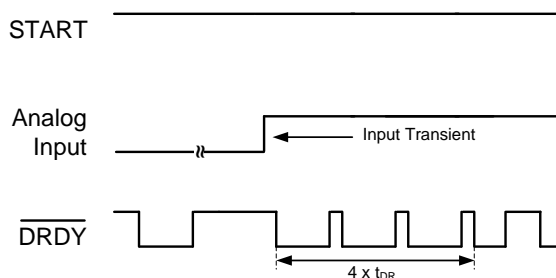 START
Analog
Input
Input Transient
DRDY
4 x tDR